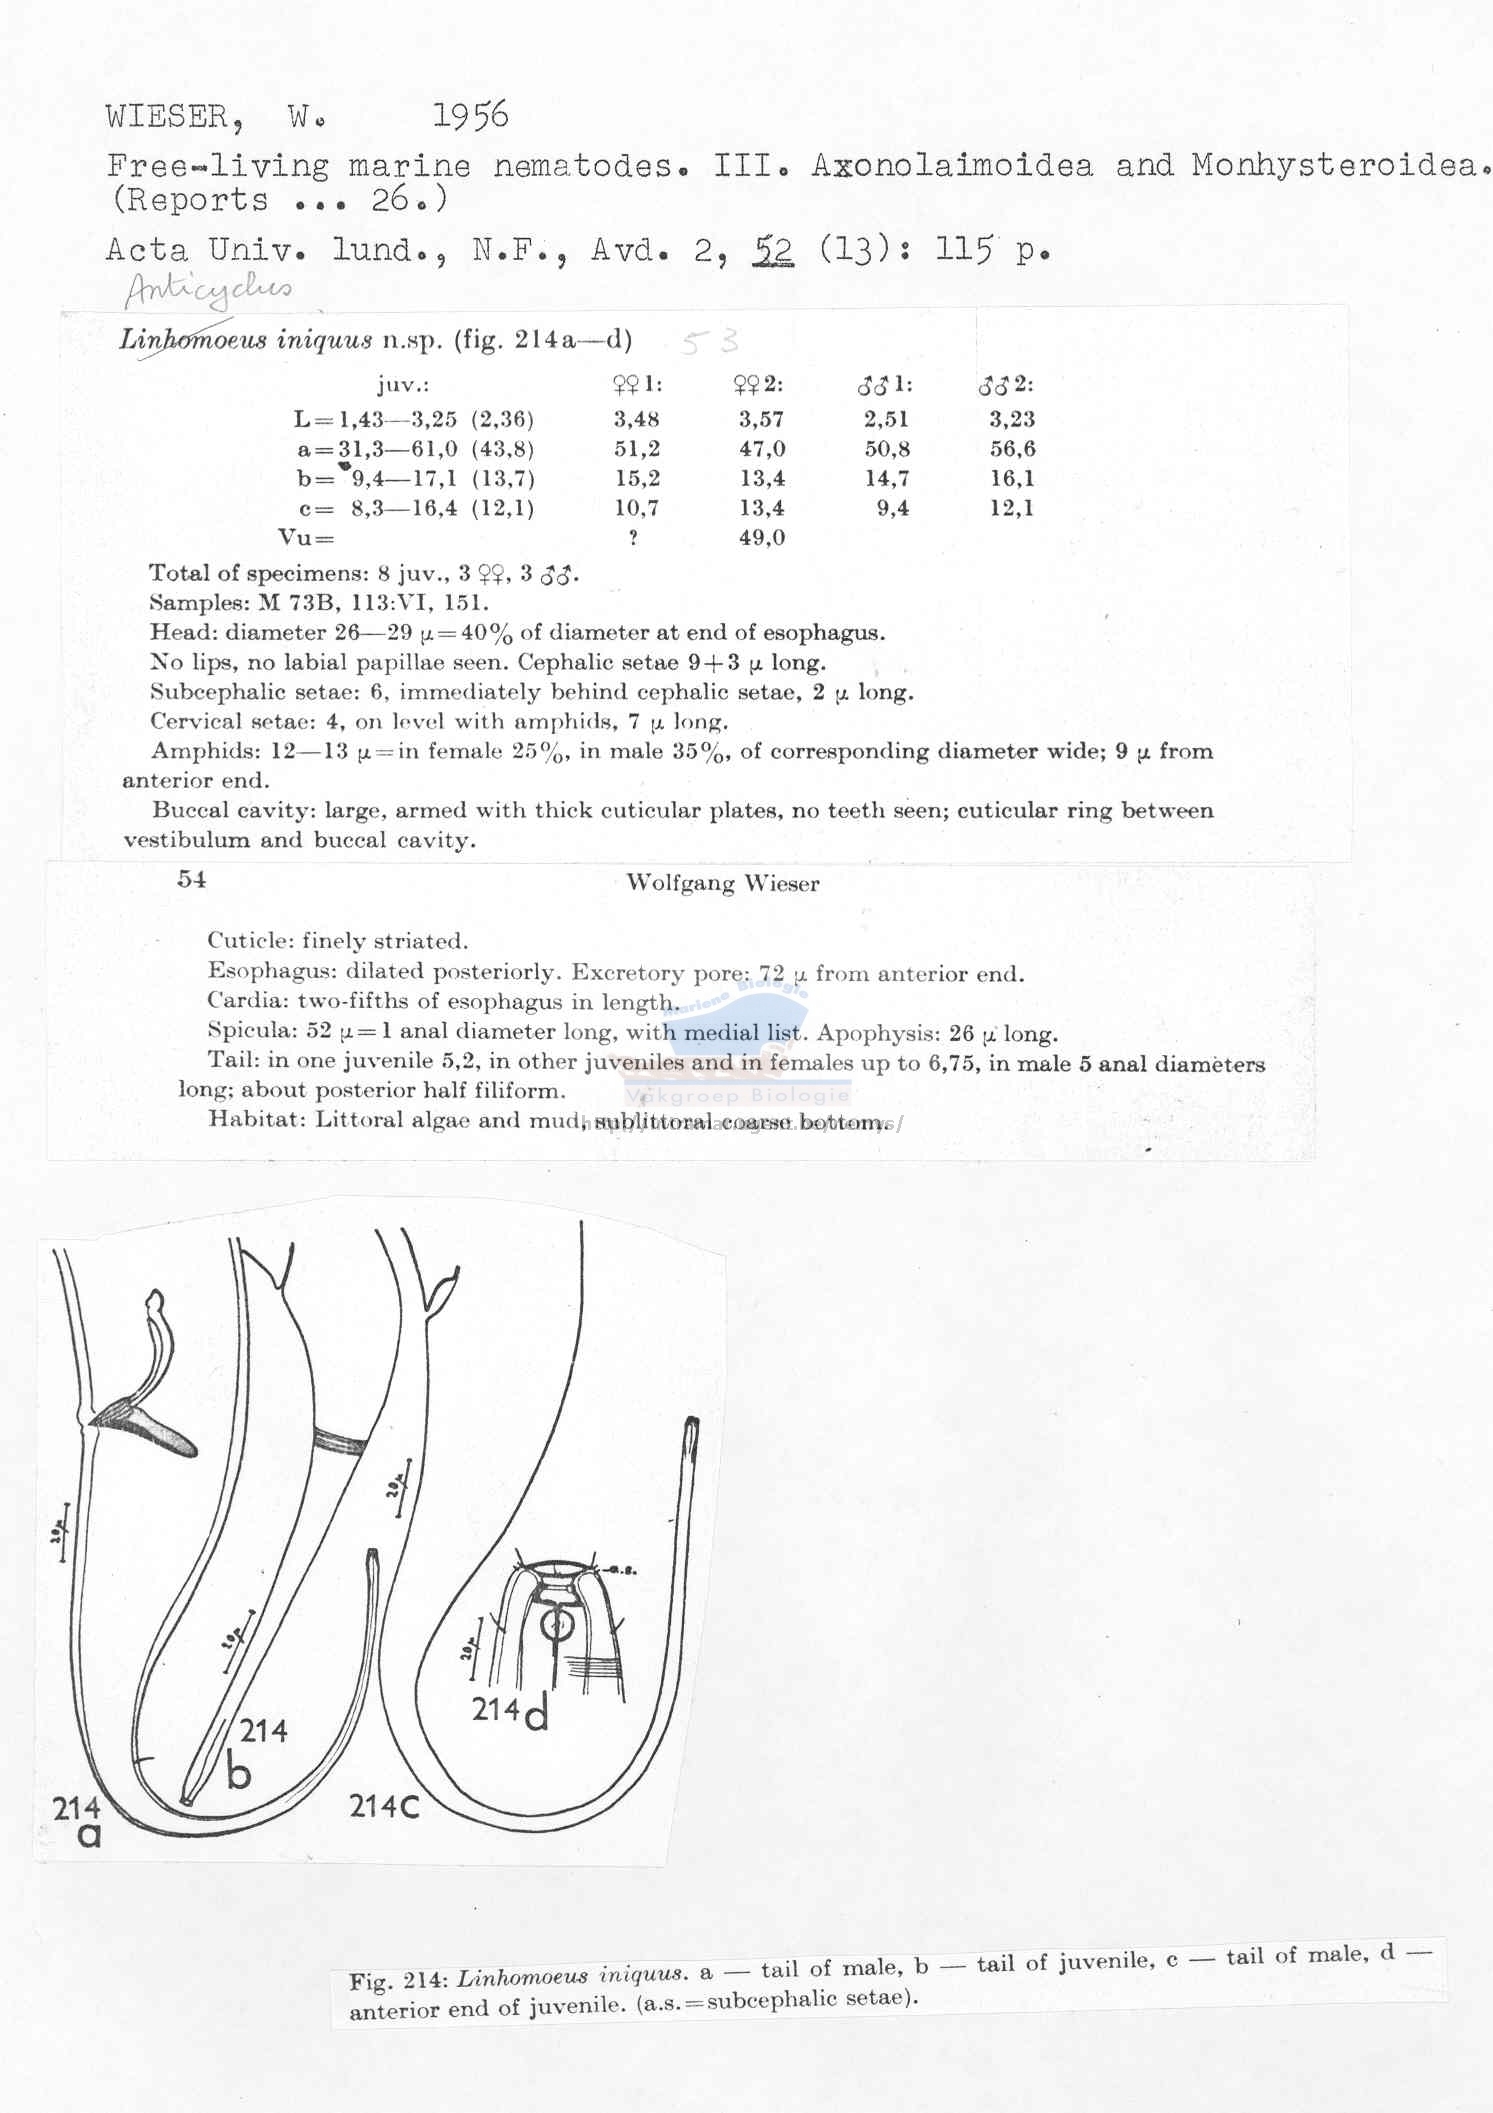 WIESER, W. 1956
Free-living marine nematodes. III. Axonolaimoidea and Monhysteroidea.
(Reports ... 26.)
Acta Univ. lund., N.F., Avd. 2, 52 (13): 115 p.
Anticyclus
Linhomoeus iniquus n.sp. (fig. 214a—d) 53
juv.: ♀♀ 1: ♀♀ 2: ♂♂ 1: ♂♂ 2:
L=1,43—3,25 (2,36) 3,48 3,57 2,51 3,23
a=31,3—61,0 (43,8) 51,2 47,0 50,8 56,6
b= 9,4—17,1 (13,7) 15,2 13,4 14,7 16,1
c= 8,3—16,4 (12,1) 10,7 13,4 9,4 12,1
Vu= ? 49,0
Total of specimens: 8 juv., 3 ♀♀, 3 ♂♂.
Samples: M 73B, 113:VI, 151.
Head: diameter 26—29 µ=40% of diameter at end of esophagus.
No lips, no labial papillae seen. Cephalic setae 9+3 µ long.
Subcephalic setae: 6, immediately behind cephalic setae, 2 µ long.
Cervical setae: 4, on level with amphids, 7 µ long.
Amphids: 12—13 µ=in female 25%, in male 35%, of corresponding diameter wide; 9 µ from
anterior end.
Buccal cavity: large, armed with thick cuticular plates, no teeth seen; cuticular ring between
vestibulum and buccal cavity.
54 Wolfgang Wieser
Cuticle: finely striated.
Esophagus: dilated posteriorly. Excretory pore: 72 µ from anterior end.
Cardia: two-fifths of esophagus in length.
Spicula: 52 µ=1 anal diameter long, with medial list. Apophysis: 26 µ long.
Tail: in one juvenile 5,2, in other juveniles and in females up to 6,75, in male 5 anal diameters
long; about posterior half filiform.
Habitat: Littoral algae and mud, sublittoral coarse bottom.
Mariene Biologie
Vakgroep Biologie
20µ
20µ
20µ
20µ
a.s.
214 a
214 b
214 c
214 d
Fig. 214: Linhomoeus iniquus. a — tail of male, b — tail of juvenile, c — tail of male, d —
anterior end of juvenile. (a.s.=subcephalic setae).